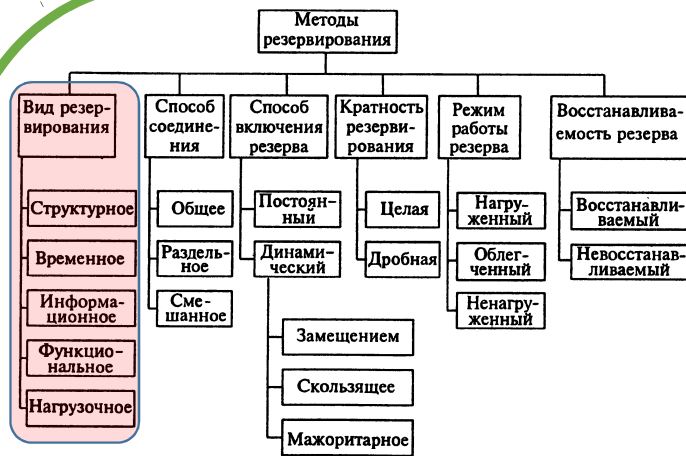 Методы
резервирования
Вид резер-
вирования
Структурное
Временное
Информа-
ционное
Функцио-
нальное
Нагрузочное
Способ
соедине-
ния
Общее
Раздель-
ное
Сме-
шанное
Способ
включения
резерва
Постоян-
ный
Динами-
ческий
Замещением
Скользящее
Мажоритарное
Кратность
резерви-
рования
Целая
Дробная
Режим
работы
резерва
Нагру-
женный
Облег-
ченный
Ненагру-
женный
Восстанавлива-
емость резерва
Восстанавли-
ваемый
Невосстанав-
ливаемый